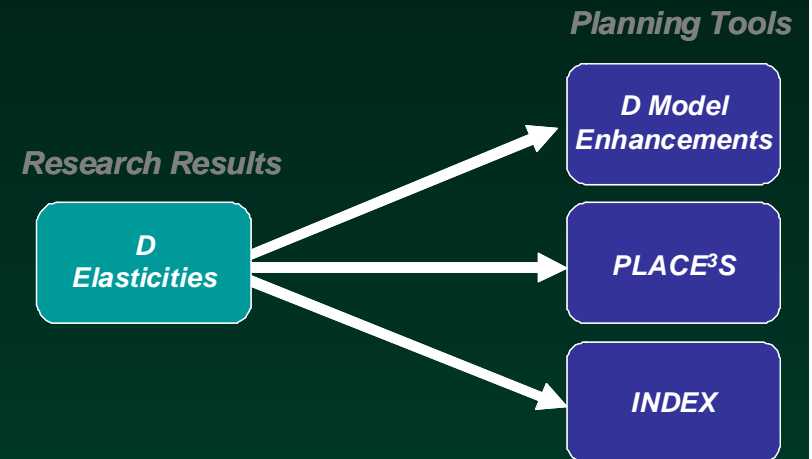 Planning Tools
D Model
Enhancements
Research Results
D
Elasticities
PLACE³S
INDEX